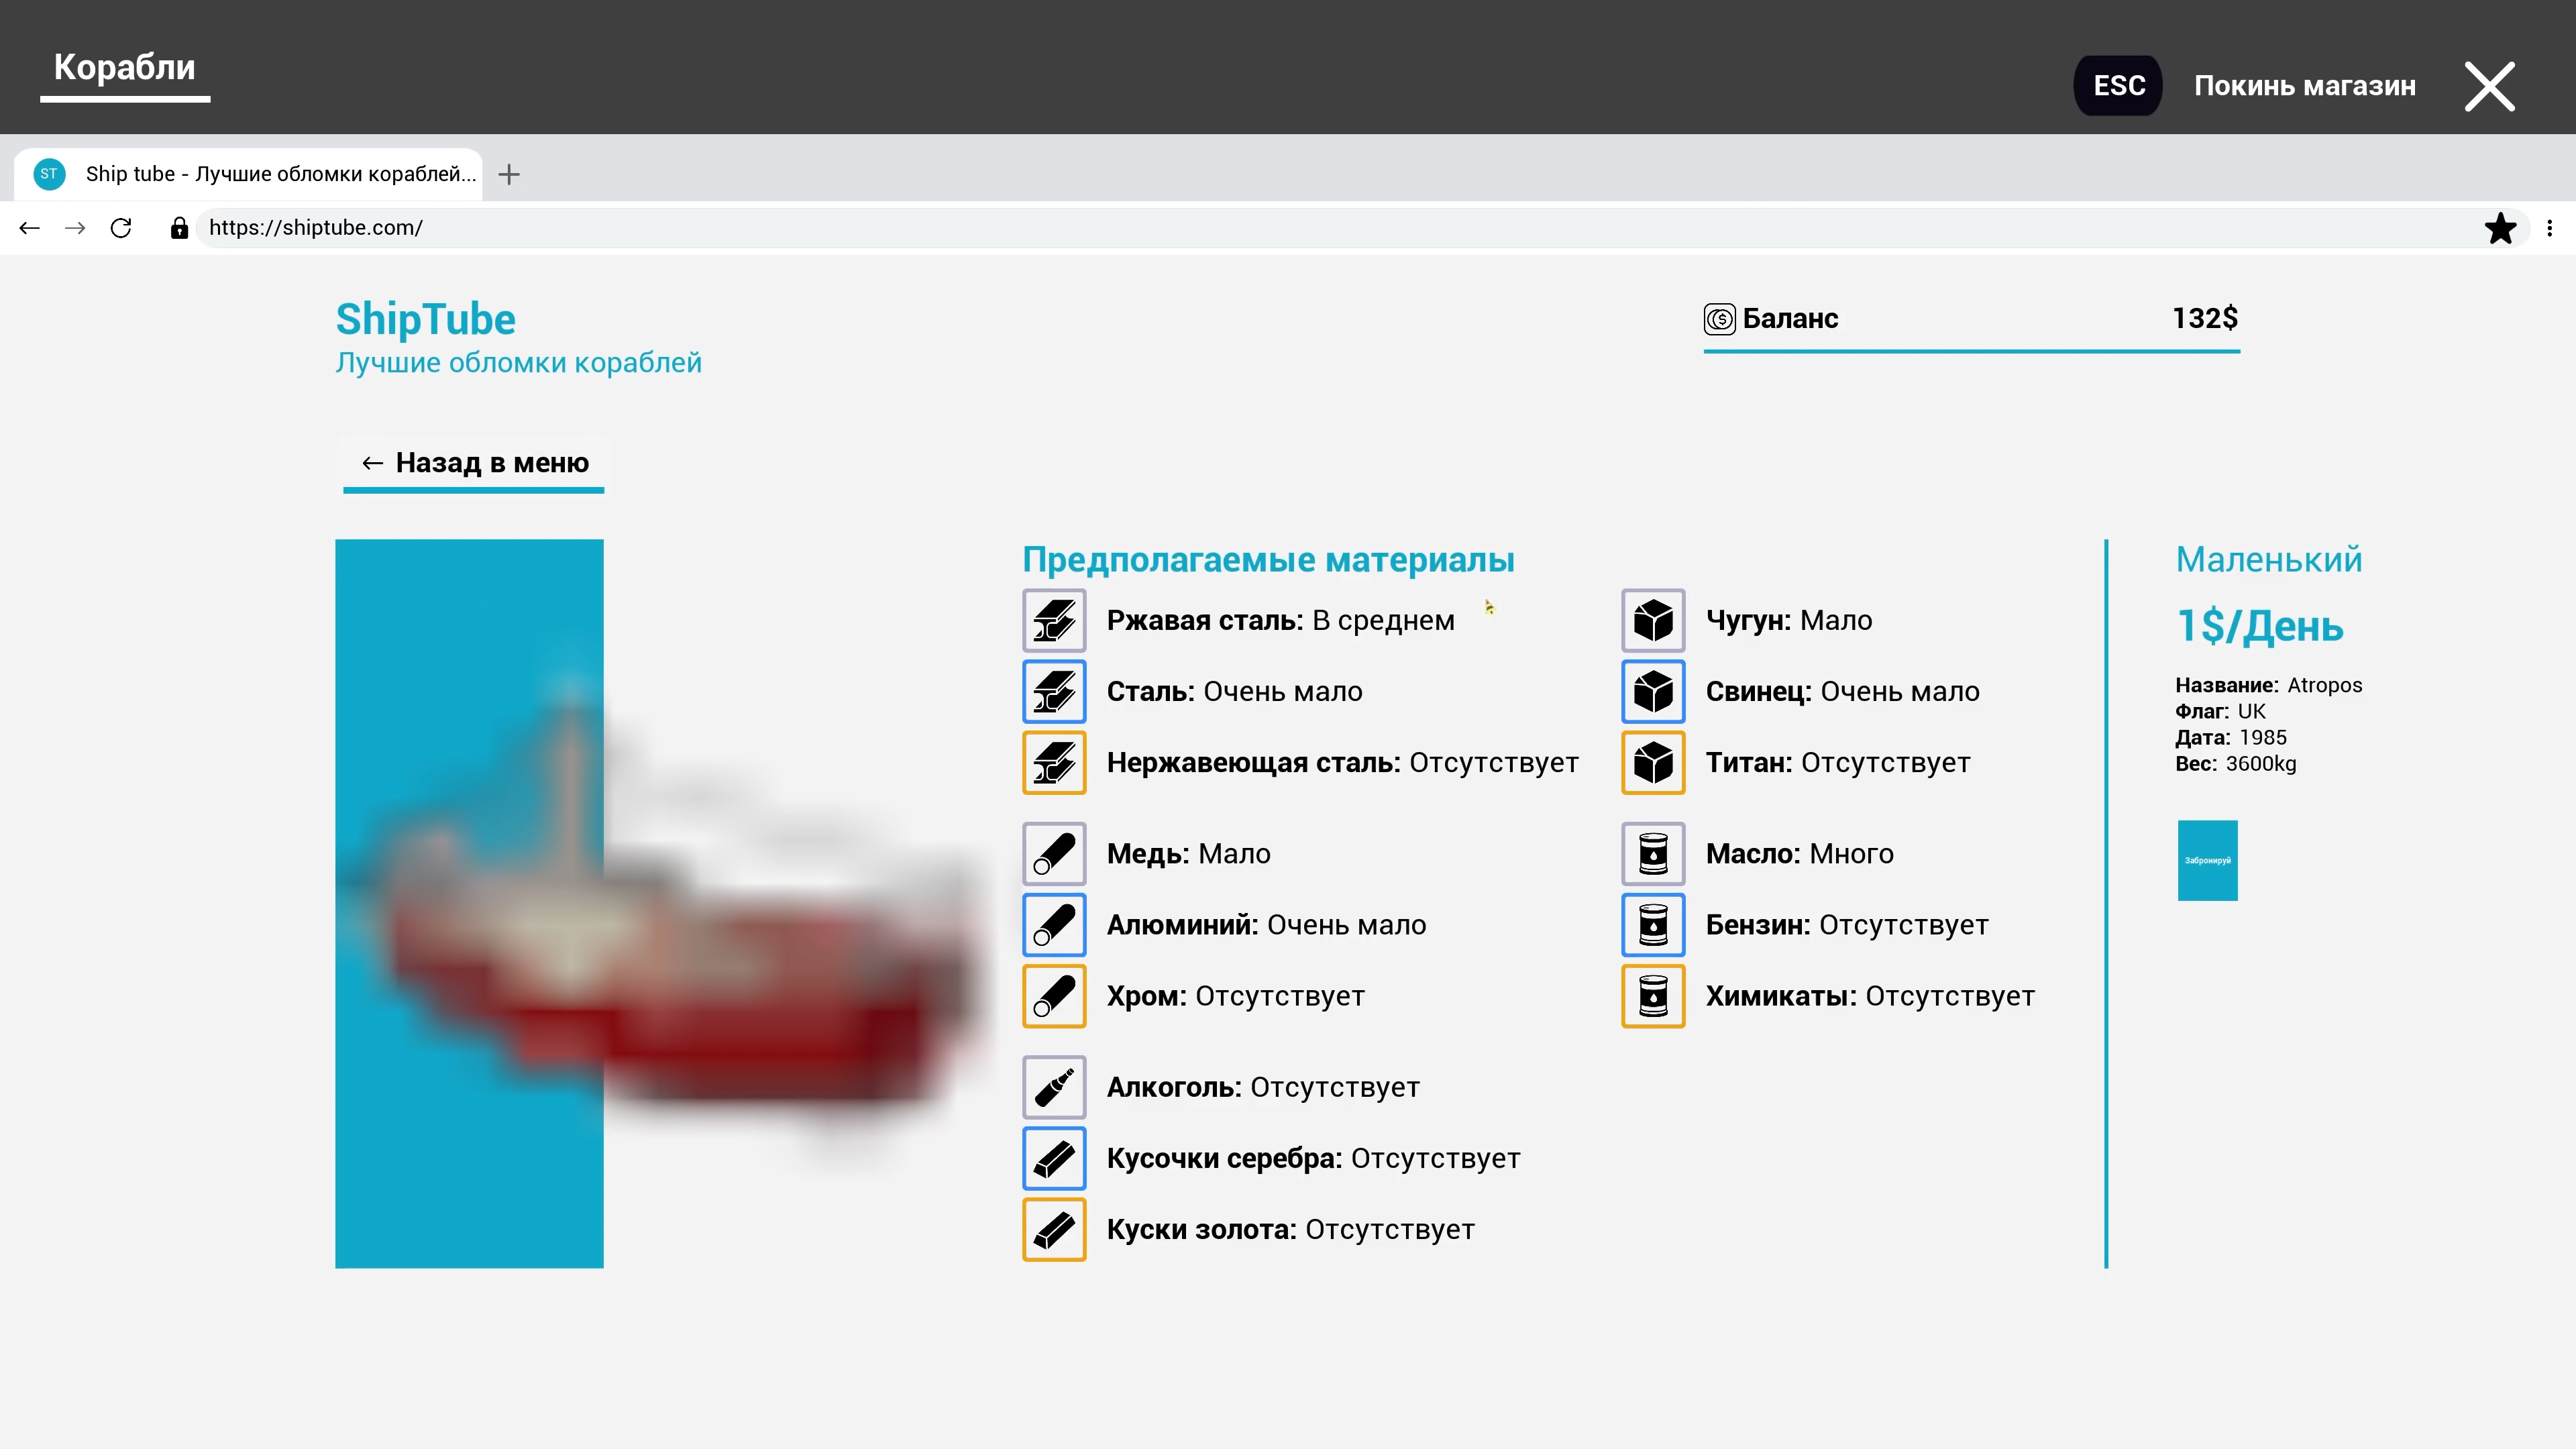 Корабли
ESC Покинь магазин
ST Ship tube - Лучшие обломки кораблей...
https://shiptube.com/
ShipTube
Лучшие обломки кораблей
Баланс 132$
← Назад в меню
Предполагаемые материалы
Ржавая сталь: В среднем
Сталь: Очень мало
Нержавеющая сталь: Отсутствует
Медь: Мало
Алюминий: Очень мало
Хром: Отсутствует
Алкоголь: Отсутствует
Кусочки серебра: Отсутствует
Куски золота: Отсутствует
Чугун: Мало
Свинец: Очень мало
Титан: Отсутствует
Масло: Много
Бензин: Отсутствует
Химикаты: Отсутствует
Маленький
1$/День
Название: Atropos
Флаг: UK
Дата: 1985
Вес: 3600kg
Забронируй